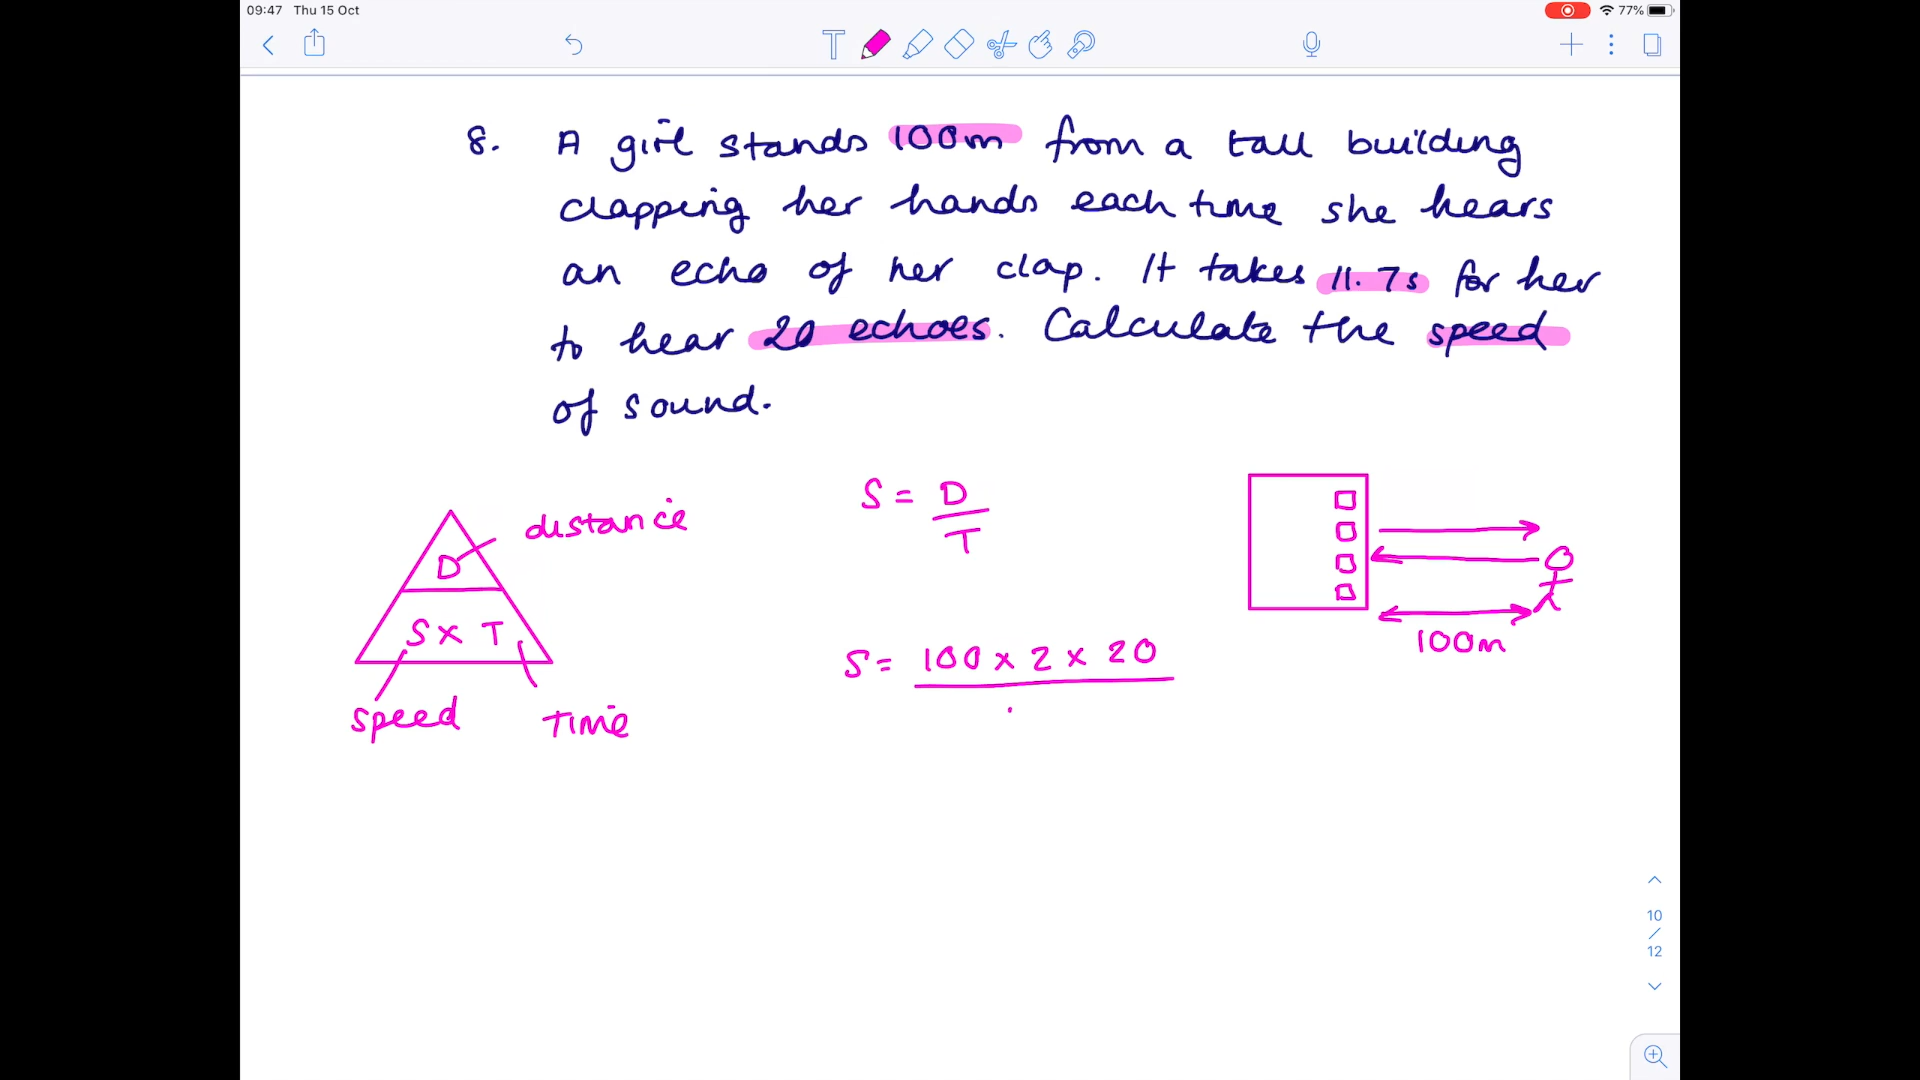 09:47 Thu 15 Oct
77%
T
8. A girl stands 100m from a tall building
clapping her hands each time she hears
an echo of her clap. It takes 11.7s for her
to hear 20 echoes. Calculate the speed
of sound.
D
S x T
distance
speed
Time
S = D
T
S = 100 x 2 x 20
100m
10
/
12